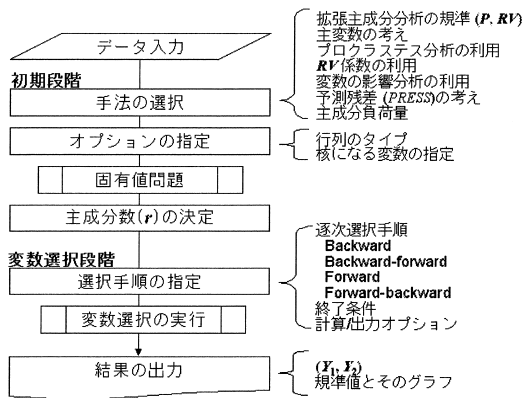 データ入力
初期段階
手法の選択
拡張主成分分析の規準 (P, RV)
主変数の考え
プロクラステス分析の利用
RV係数の利用
変数の影響分析の利用
予測残差 (PRESS)の考え
主成分負荷量
オプションの指定
行列のタイプ
核になる変数の指定
固有値問題
主成分数(r)の決定
変数選択段階
選択手順の指定
逐次選択手順
Backward
Backward-forward
Forward
Forward-backward
終了条件
計算/出力オプション
変数選択の実行
結果の出力
(Y₁, Y₂)
規準値とそのグラフ